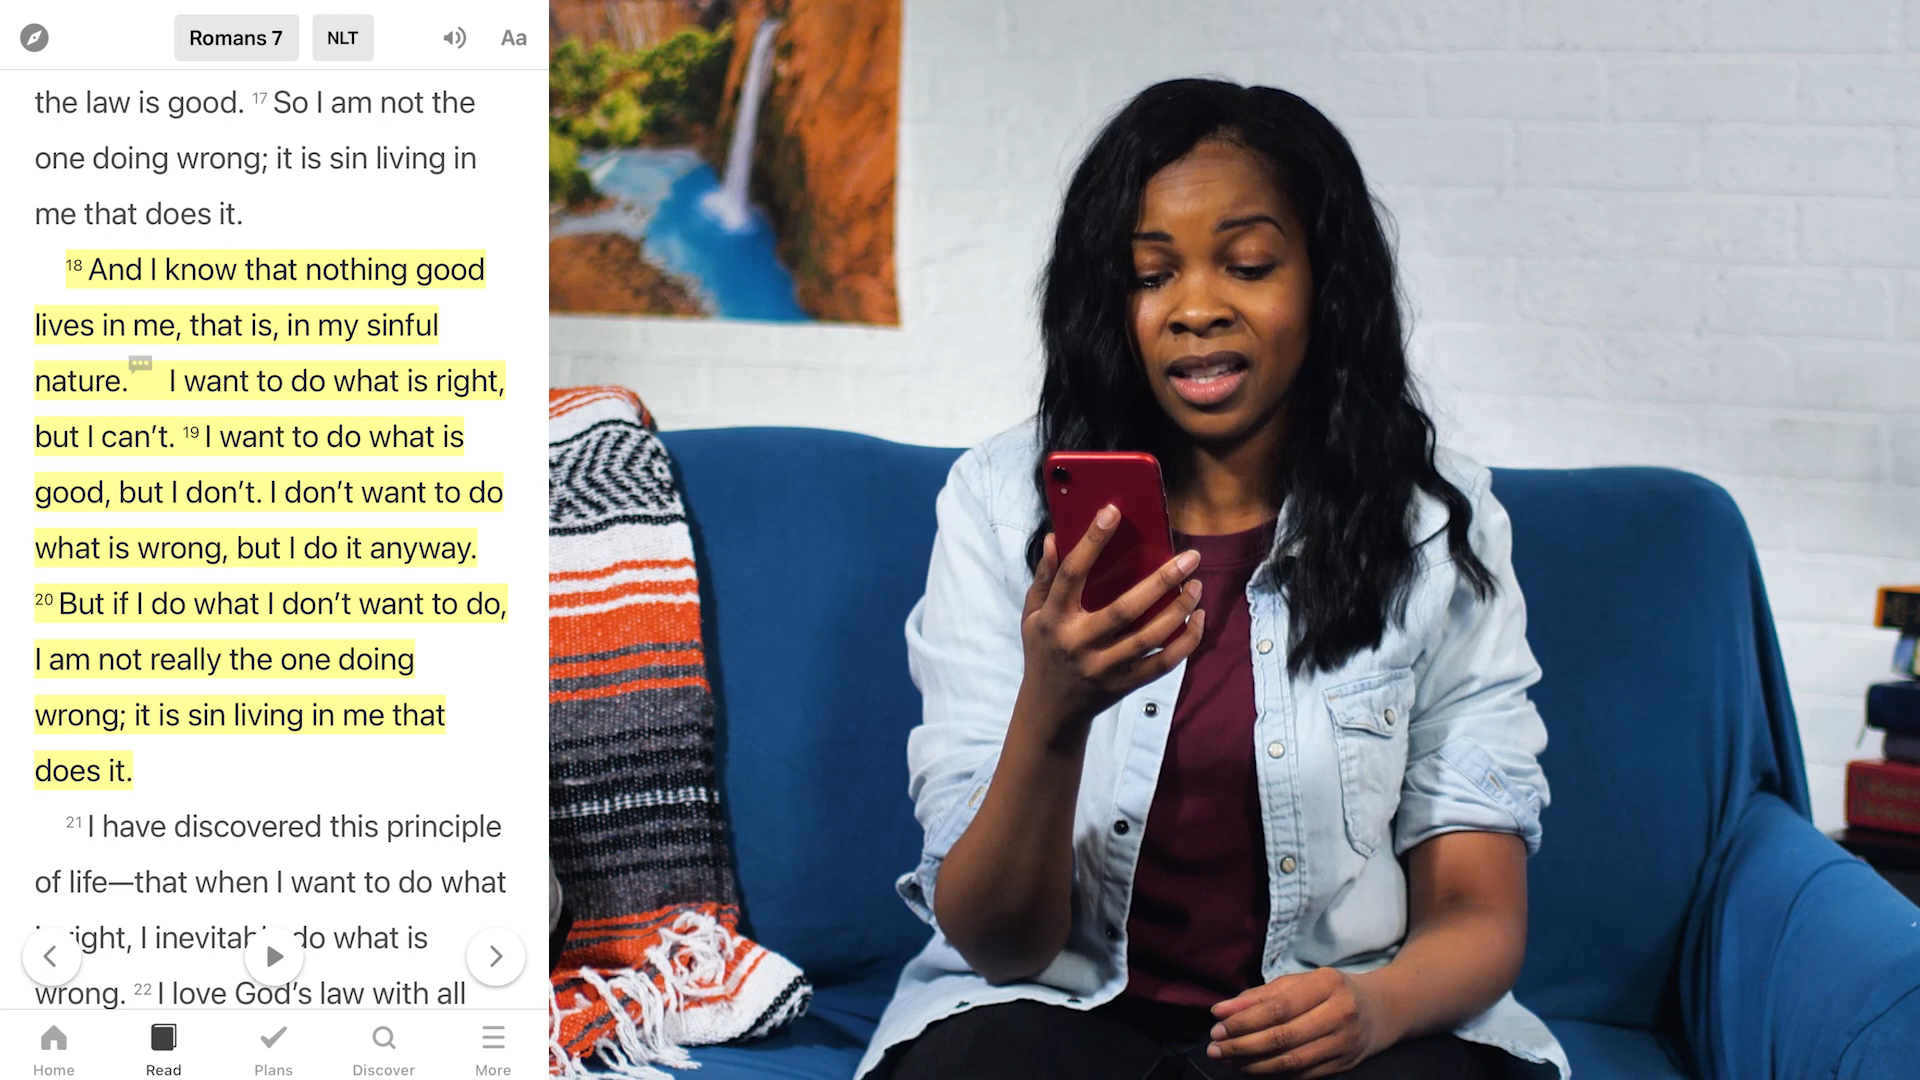 Romans 7 NLT Aa
the law is good. 17 So I am not the
one doing wrong; it is sin living in
me that does it.
18 And I know that nothing good
lives in me, that is, in my sinful
nature. I want to do what is right,
but I can’t. 19 I want to do what is
good, but I don’t. I don’t want to do
what is wrong, but I do it anyway.
20 But if I do what I don’t want to do,
I am not really the one doing
wrong; it is sin living in me that
does it.
21 I have discovered this principle
of life—that when I want to do what
right, I inevitab do what is
wrong. 22 I love God’s law with all
Home Read Plans Discover More